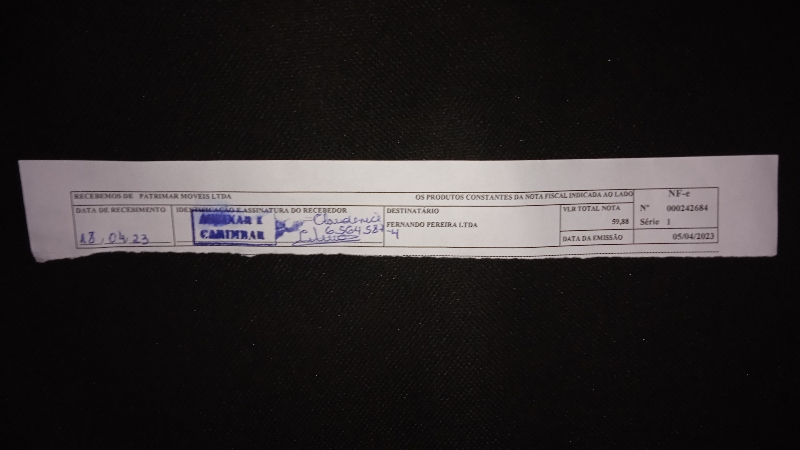 RECEBEMOS DE PATRIMAR MOVEIS LTDA OS PRODUTOS CONSTANTES DA NOTA FISCAL INDICADA AO LADO
NF-e
DATA DE RECEBIMENTO
18.04.23
IDENTIFICAÇÃO E ASSINATURA DO RECEBEDOR
ASSINAR E
CARIMBAR
6.564.587-4
DESTINATÁRIO
FERNANDO PEREIRA LTDA
VLR TOTAL NOTA
59,88
DATA DA EMISSÃO
05/04/2023
Nº 000242684
Série 1